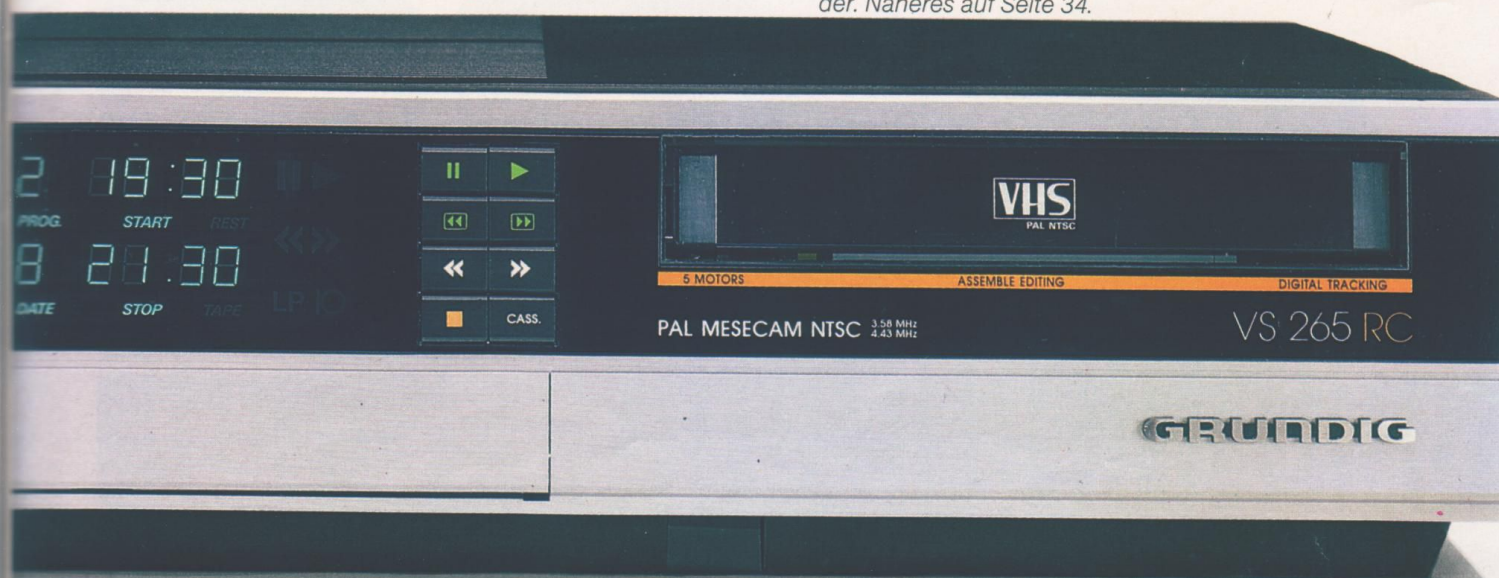 der. Näheres auf Seite 34.
2 19:30
PROG. START REST
8 21.30
DATE STOP TAPE
LP
CASS.
VHS
PAL NTSC
5 MOTORS ASSEMBLE EDITING DIGITAL TRACKING
PAL MESECAM NTSC 3.58 MHz
4.43 MHz
VS 265 RC
GRUNDIG